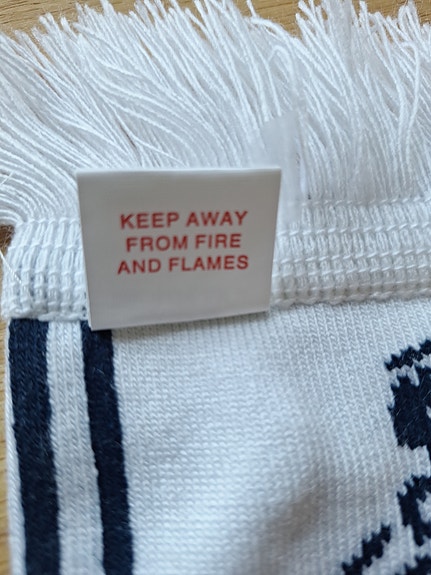 KEEP AWAY
FROM FIRE
AND FLAMES